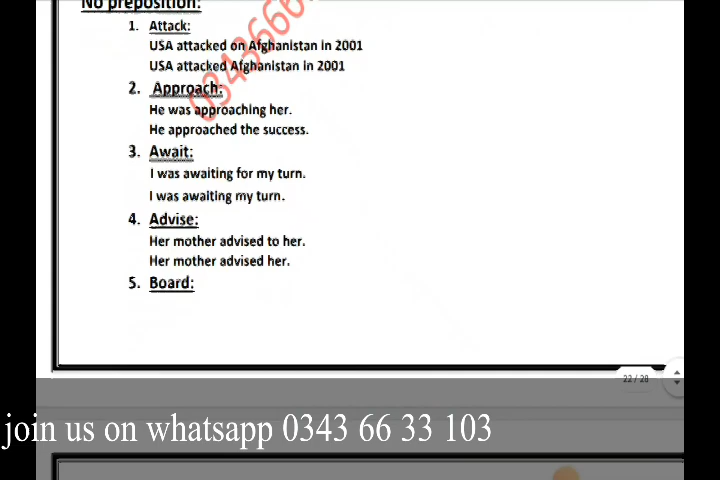 No preposition:
1. Attack:
USA attacked on Afghanistan in 2001
USA attacked Afghanistan in 2001
2. Approach:
He was approaching her.
He approached the success.
3. Await:
I was awaiting for my turn.
I was awaiting my turn.
4. Advise:
Her mother advised to her.
Her mother advised her.
5. Board:
22 / 28
join us on whatsapp 0343 66 33 103
0343666